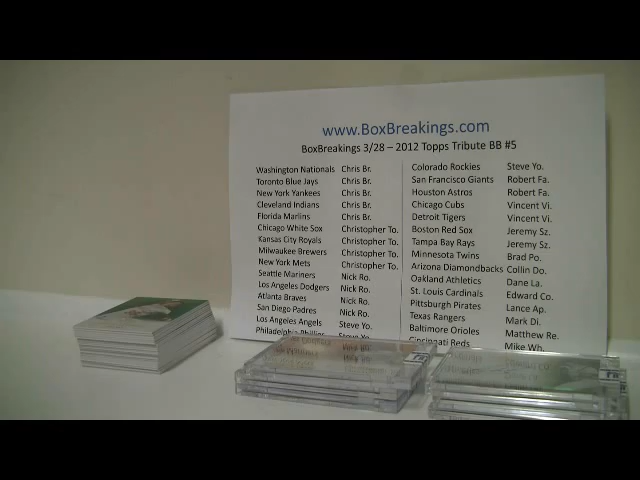 www.BoxBreakings.com
BoxBreakings 3/28 – 2012 Topps Tribute BB #5
Washington Nationals Chris Br.
Toronto Blue Jays Chris Br.
New York Yankees Chris Br.
Cleveland Indians Chris Br.
Florida Marlins Chris Br.
Chicago White Sox Christopher To.
Kansas City Royals Christopher To.
Milwaukee Brewers Christopher To.
New York Mets Christopher To.
Seattle Mariners Nick Ro.
Los Angeles Dodgers Nick Ro.
Atlanta Braves Nick Ro.
San Diego Padres Nick Ro.
Los Angeles Angels Steve Yo.
Philadelphia Phillies Steve Yo.
Colorado Rockies Steve Yo.
San Francisco Giants Robert Fa.
Houston Astros Robert Fa.
Chicago Cubs Vincent Vi.
Detroit Tigers Vincent Vi.
Boston Red Sox Jeremy Sz.
Tampa Bay Rays Jeremy Sz.
Minnesota Twins Brad Po.
Arizona Diamondbacks Collin Do.
Oakland Athletics Dane La.
St. Louis Cardinals Edward Co.
Pittsburgh Pirates Lance Ap.
Texas Rangers Mark Di.
Baltimore Orioles Matthew Re.
Cincinnati Reds Mike Wh.